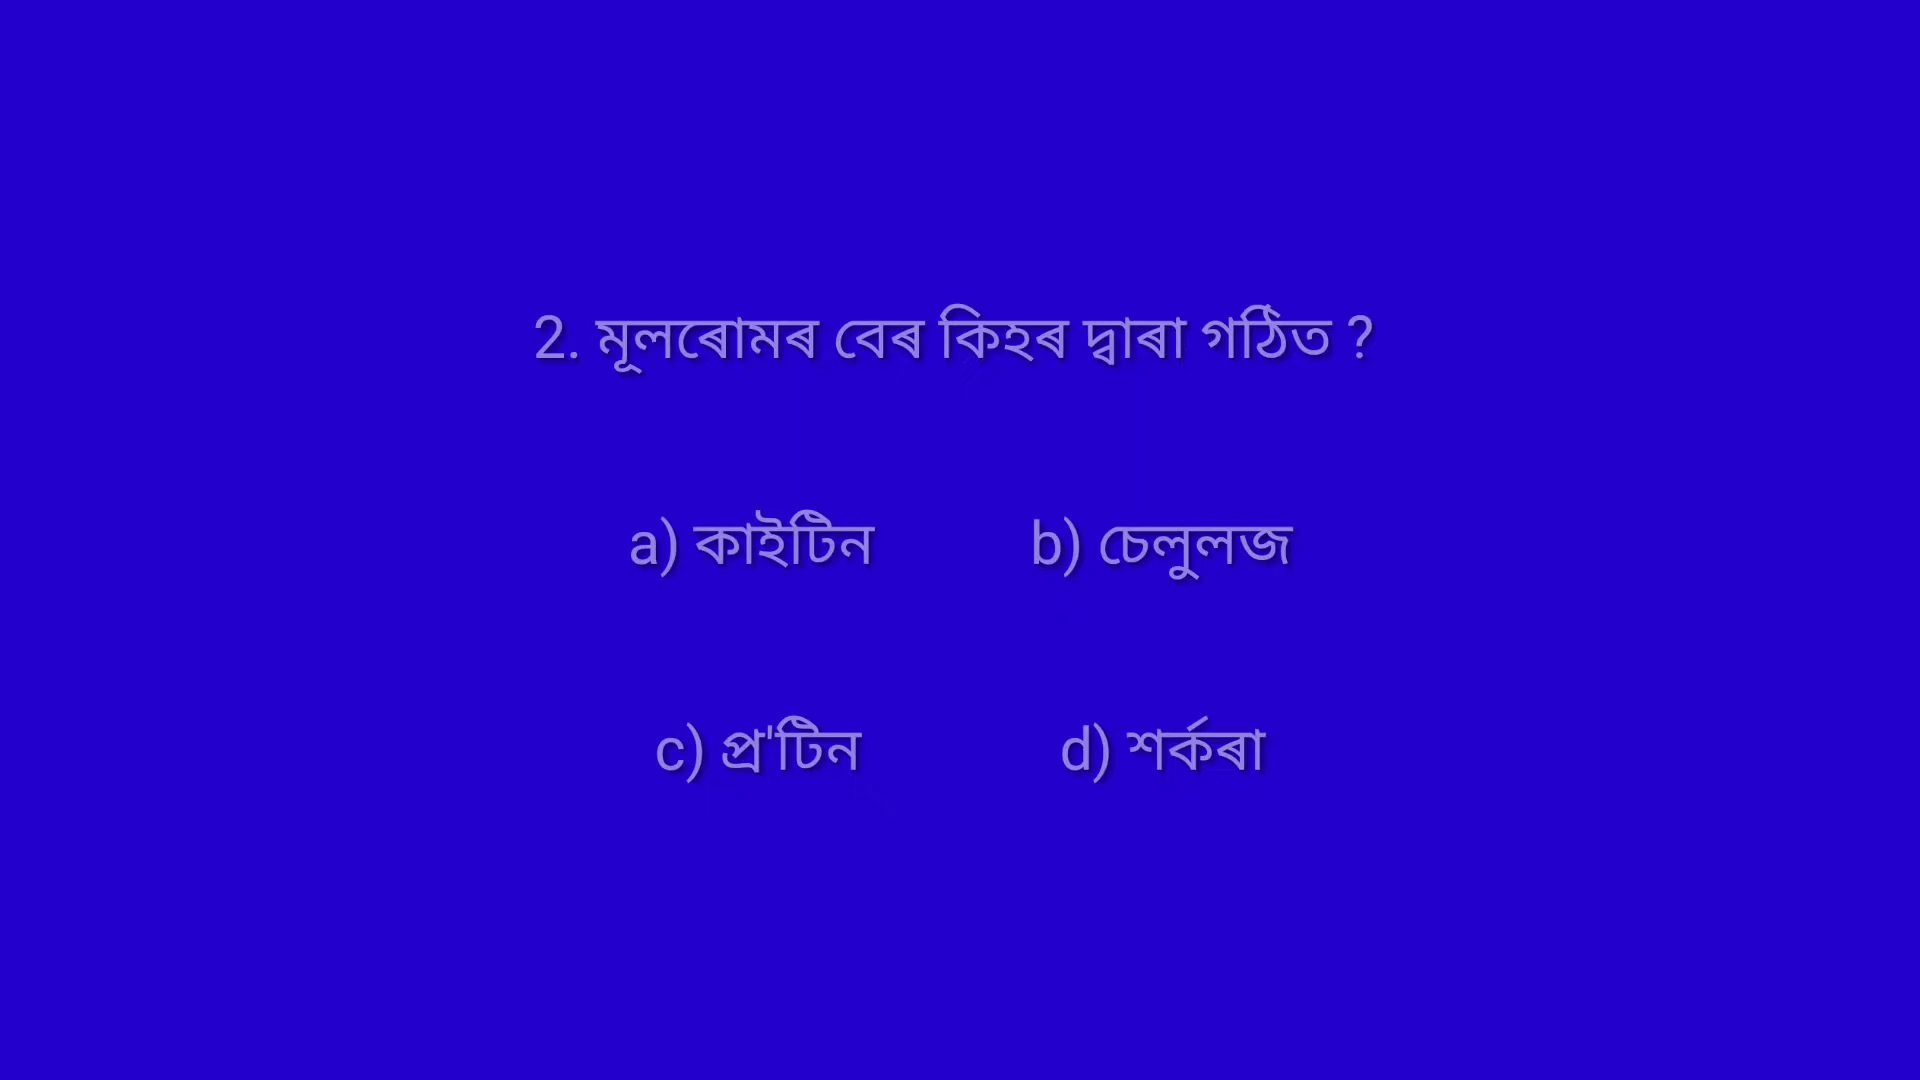 2. মূলৰোমৰ বেৰ কিহৰ দ্বাৰা গঠিত ?
a) কাইটিন b) চেলুলজ
c) প্ৰ'টিন d) শৰ্কৰা